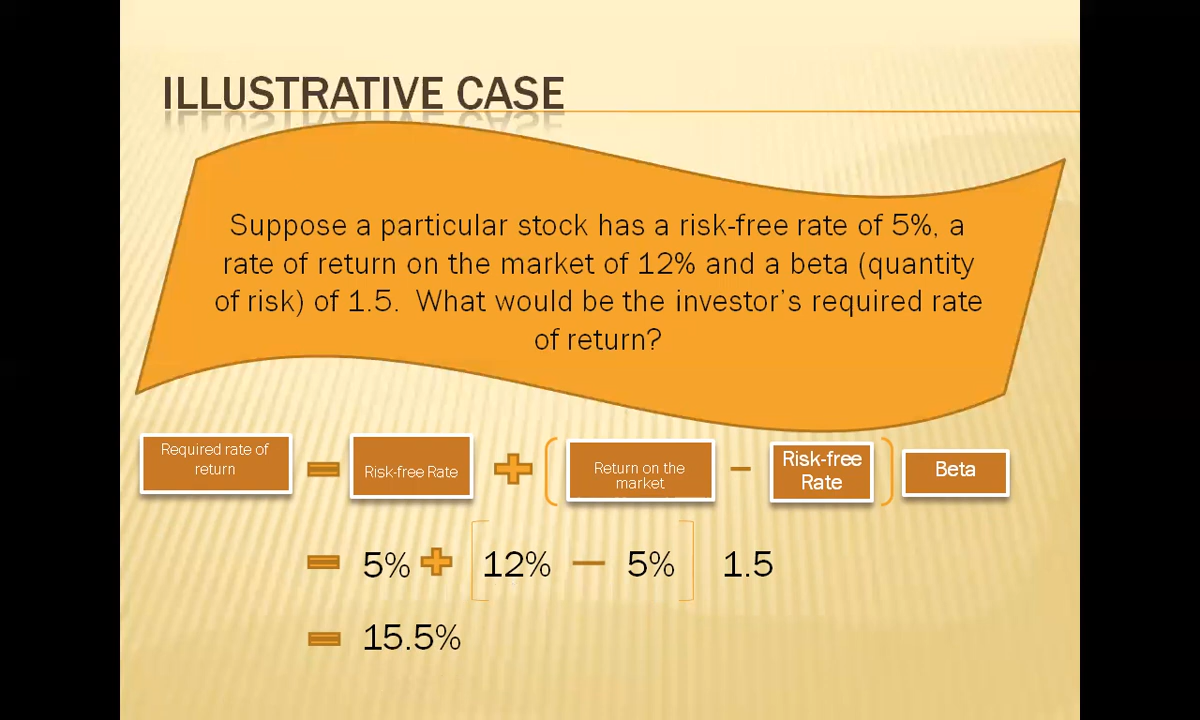 ILLUSTRATIVE CASE
Suppose a particular stock has a risk-free rate of 5%, a
rate of return on the market of 12% and a beta (quantity
of risk) of 1.5.  What would be the investor's required rate
of return?
Required rate of
return
=
Risk-free Rate
+
(
Return on the
market
−
Risk-free
Rate
)
Beta
= 5% + [ 12% − 5% ] 1.5
= 15.5%